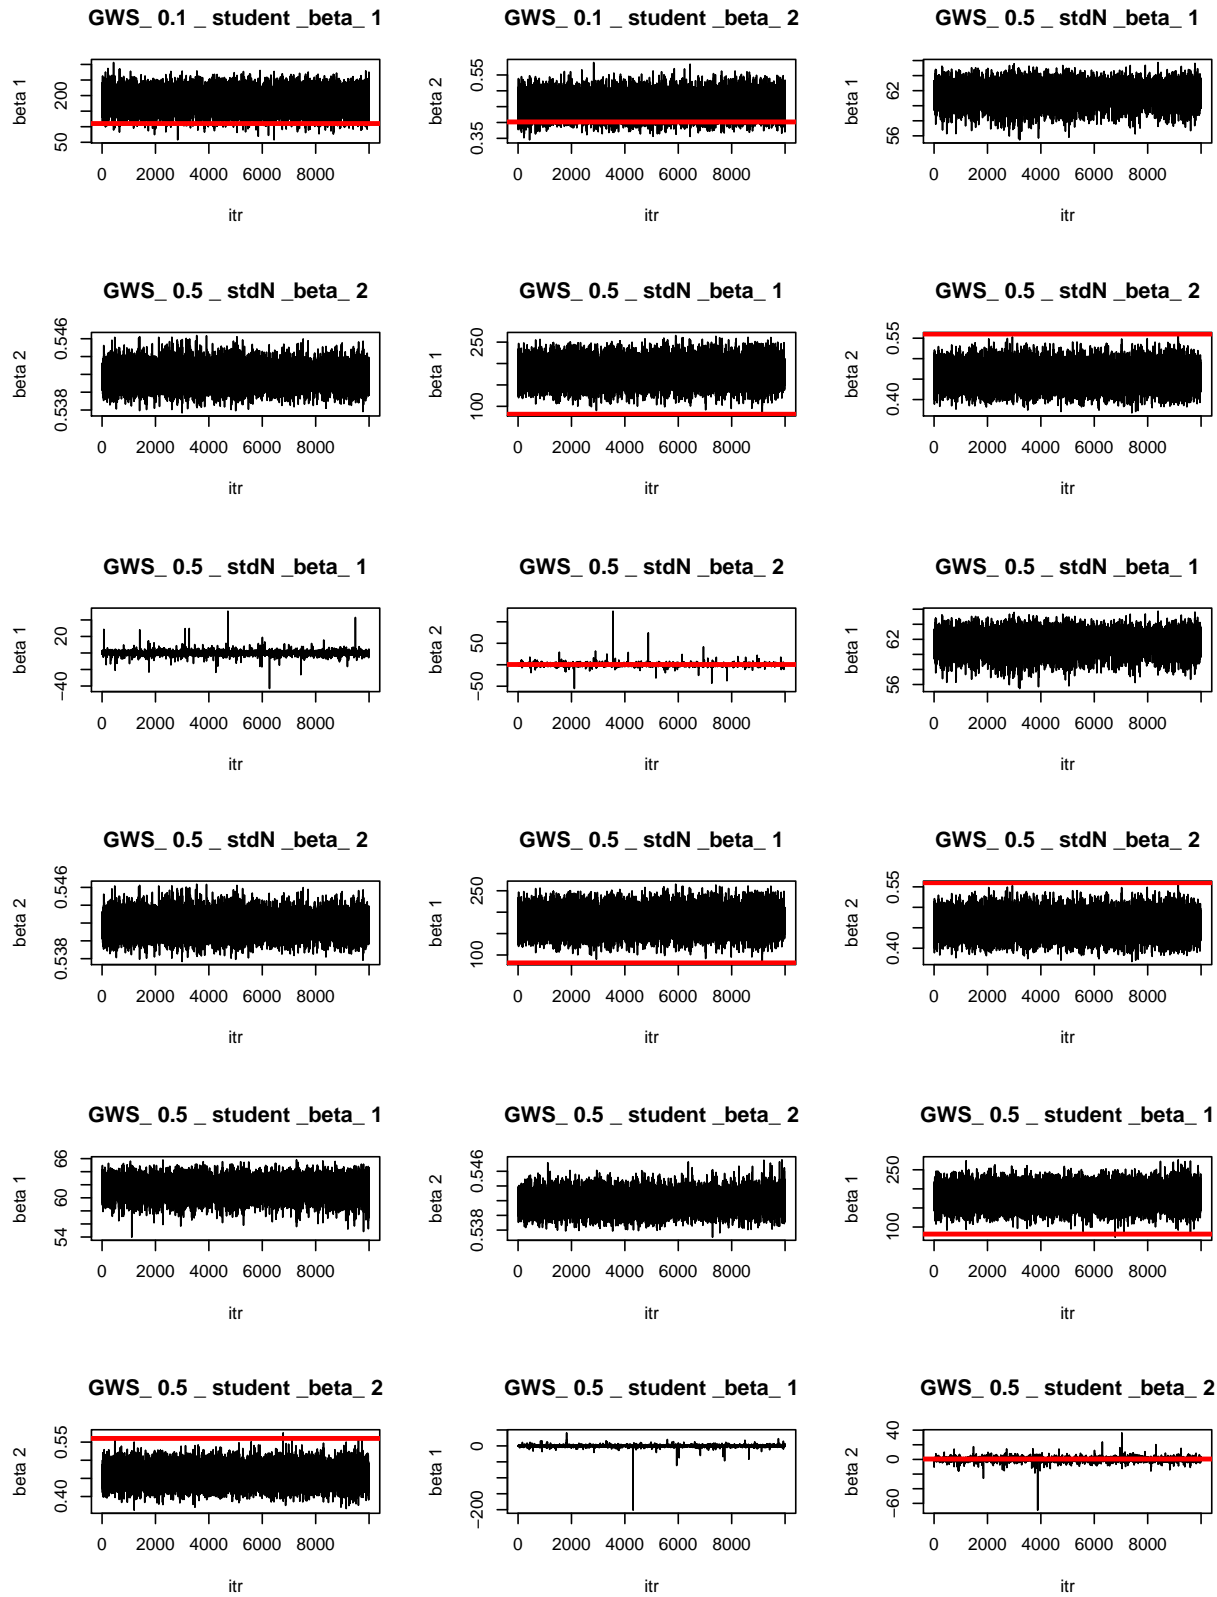 GWS_ 0.1 _ student _beta_ 1
beta 1
50 200
0 2000 4000 6000 8000
itr
GWS_ 0.1 _ student _beta_ 2
beta 2
0.35 0.55
0 2000 4000 6000 8000
itr
GWS_ 0.5 _ stdN _beta_ 1
beta 1
56 62
0 2000 4000 6000 8000
itr
GWS_ 0.5 _ stdN _beta_ 2
beta 2
0.538 0.546
0 2000 4000 6000 8000
itr
GWS_ 0.5 _ stdN _beta_ 1
beta 1
100 250
0 2000 4000 6000 8000
itr
GWS_ 0.5 _ stdN _beta_ 2
beta 2
0.40 0.55
0 2000 4000 6000 8000
itr
GWS_ 0.5 _ stdN _beta_ 1
beta 1
−40 20
0 2000 4000 6000 8000
itr
GWS_ 0.5 _ stdN _beta_ 2
beta 2
−50 50
0 2000 4000 6000 8000
itr
GWS_ 0.5 _ stdN _beta_ 1
beta 1
56 62
0 2000 4000 6000 8000
itr
GWS_ 0.5 _ stdN _beta_ 2
beta 2
0.538 0.546
0 2000 4000 6000 8000
itr
GWS_ 0.5 _ stdN _beta_ 1
beta 1
100 250
0 2000 4000 6000 8000
itr
GWS_ 0.5 _ stdN _beta_ 2
beta 2
0.40 0.55
0 2000 4000 6000 8000
itr
GWS_ 0.5 _ student _beta_ 1
beta 1
54 60 66
0 2000 4000 6000 8000
itr
GWS_ 0.5 _ student _beta_ 2
beta 2
0.538 0.546
0 2000 4000 6000 8000
itr
GWS_ 0.5 _ student _beta_ 1
beta 1
100 250
0 2000 4000 6000 8000
itr
GWS_ 0.5 _ student _beta_ 2
beta 2
0.40 0.55
0 2000 4000 6000 8000
itr
GWS_ 0.5 _ student _beta_ 1
beta 1
−200 0
0 2000 4000 6000 8000
itr
GWS_ 0.5 _ student _beta_ 2
beta 2
−60 0 40
0 2000 4000 6000 8000
itr